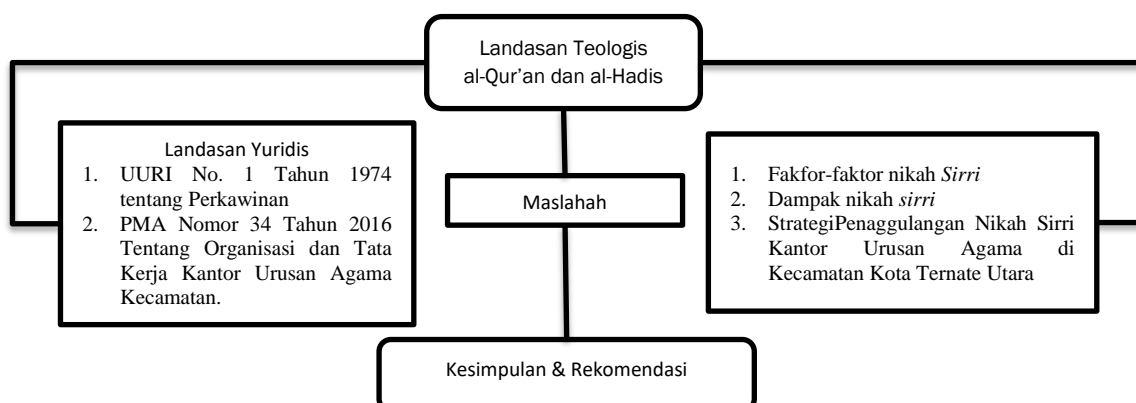 Landasan Teologis
al-Qur'an dan al-Hadis
Landasan Yuridis
1. UURI No. 1 Tahun 1974
tentang Perkawinan
2. PMA Nomor 34 Tahun 2016
Tentang Organisasi dan Tata
Kerja Kantor Urusan Agama
Kecamatan.
Maslahah
1. Fakfor-faktor nikah Sirri
2. Dampak nikah sirri
3. StrategiPenaggulangan Nikah Sirri
Kantor Urusan Agama di
Kecamatan Kota Ternate Utara
Kesimpulan & Rekomendasi